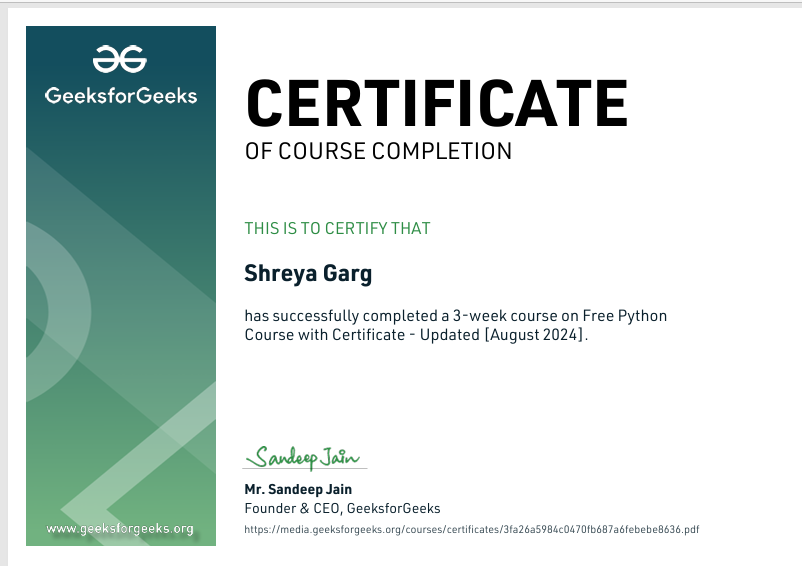 GeeksforGeeks
CERTIFICATE
OF COURSE COMPLETION
THIS IS TO CERTIFY THAT
Shreya Garg
has successfully completed a 3-week course on Free Python
Course with Certificate - Updated [August 2024].
Sandeep Jain
Mr. Sandeep Jain
Founder & CEO, GeeksforGeeks
https://media.geeksforgeeks.org/courses/certificates/3fa26a5984c0470fb687a6febebe8636.pdf
www.geeksforgeeks.org